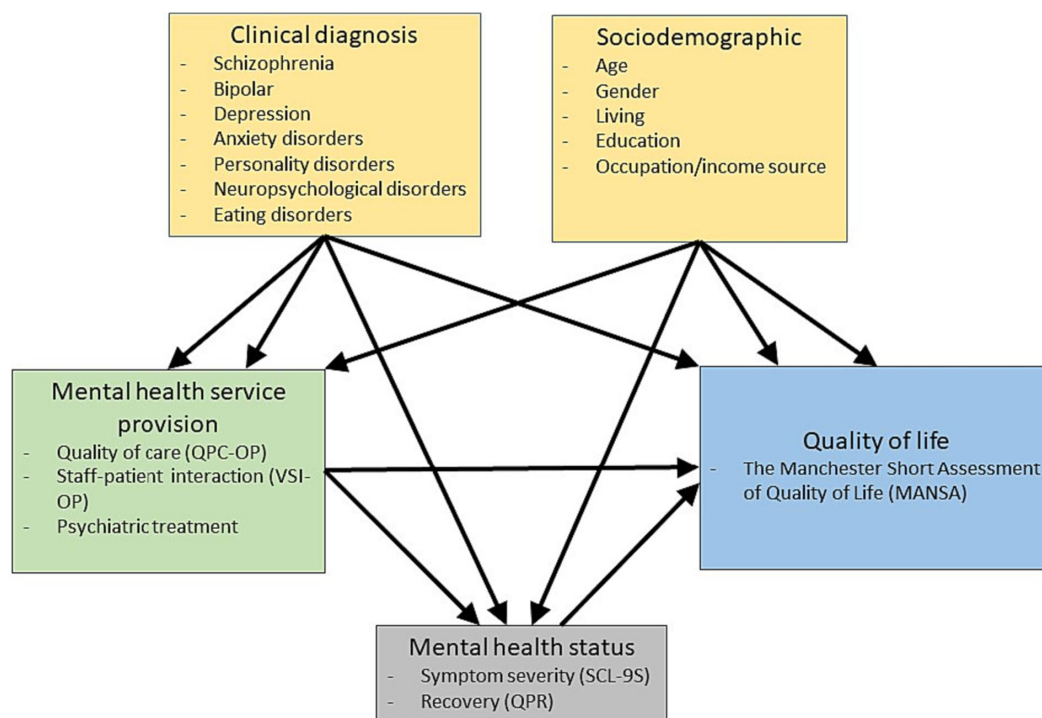 Clinical diagnosis
- Schizophrenia
- Bipolar
- Depression
- Anxiety disorders
- Personality disorders
- Neuropsychological disorders
- Eating disorders
Sociodemographic
- Age
- Gender
- Living
- Education
- Occupation/income source
Mental health service
provision
- Quality of care (QPC-OP)
- Staff-patient interaction (VSI-
OP)
- Psychiatric treatment
Quality of life
- The Manchester Short Assessment
of Quality of Life (MANSA)
Mental health status
- Symptom severity (SCL-9S)
- Recovery (QPR)